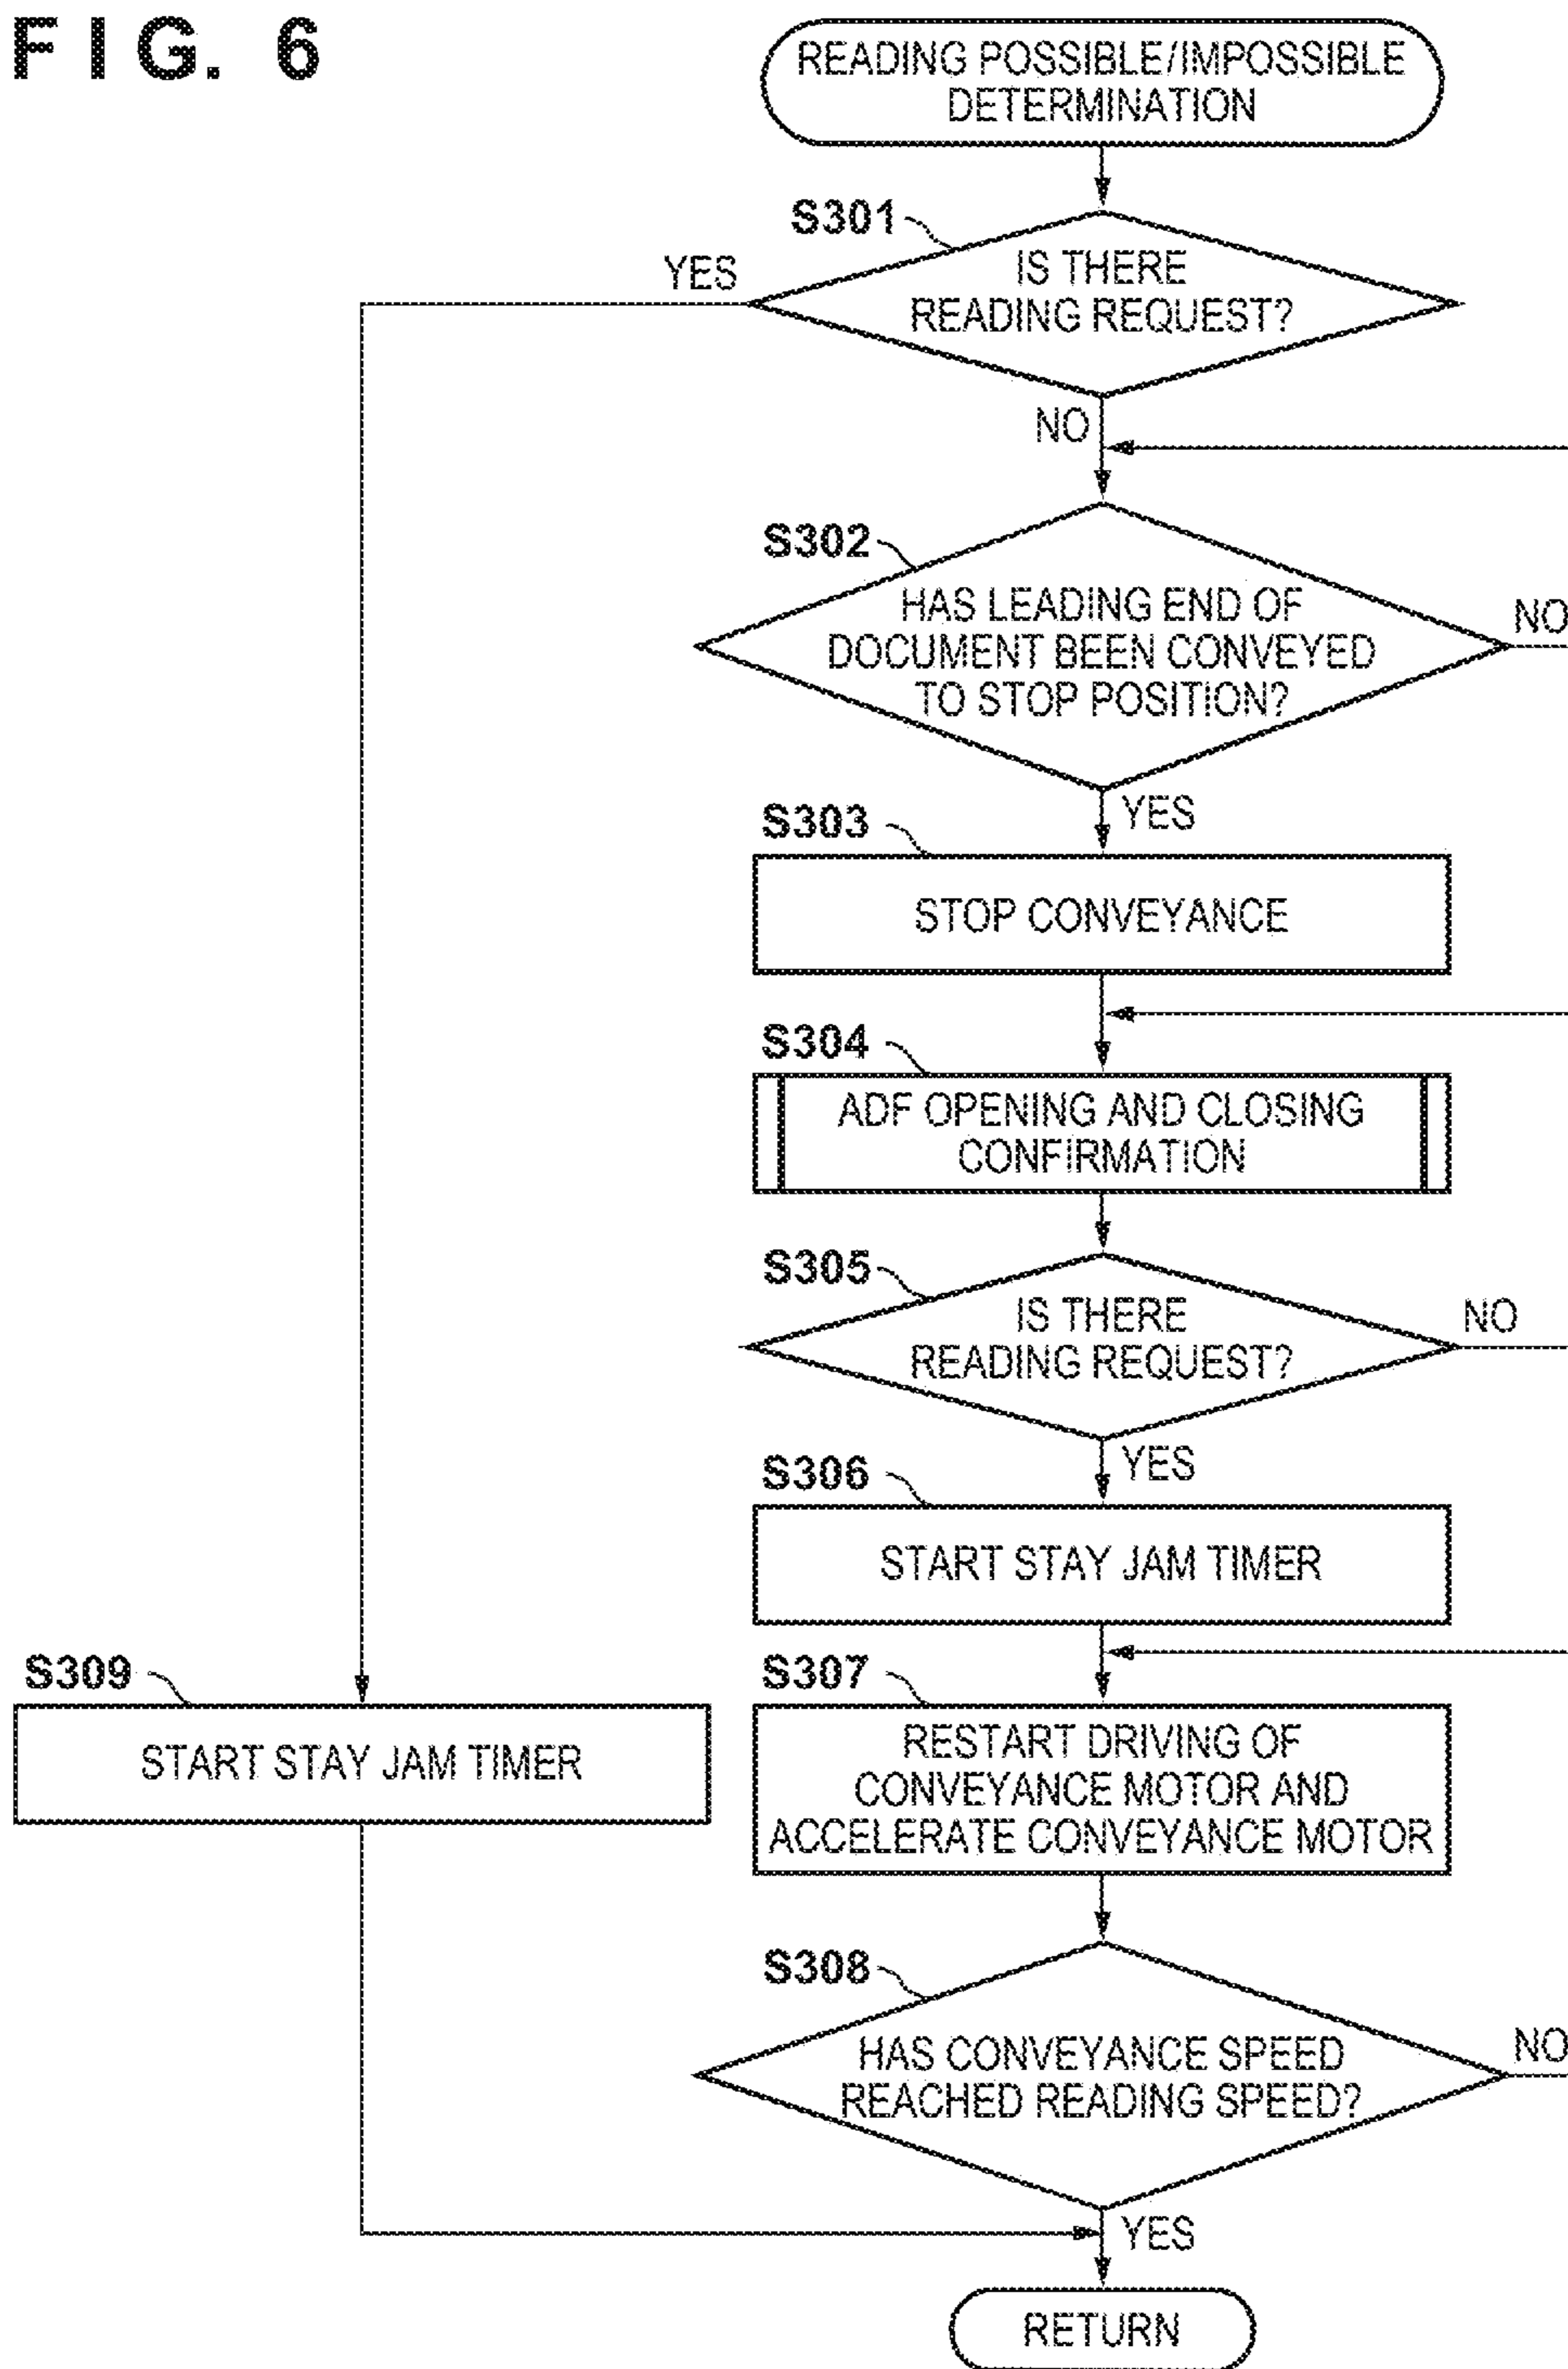 FIG. 6
READING POSSIBLE/IMPOSSIBLE
DETERMINATION
S301
YES
IS THERE
READING REQUEST?
NO
S302
HAS LEADING END OF
DOCUMENT BEEN CONVEYED
TO STOP POSITION?
NO
YES
S303
STOP CONVEYANCE
S304
ADF OPENING AND CLOSING
CONFIRMATION
S305
IS THERE
READING REQUEST?
NO
YES
S306
START STAY JAM TIMER
S309
START STAY JAM TIMER
S307
RESTART DRIVING OF
CONVEYANCE MOTOR AND
ACCELERATE CONVEYANCE MOTOR
S308
HAS CONVEYANCE SPEED
REACHED READING SPEED?
NO
YES
RETURN